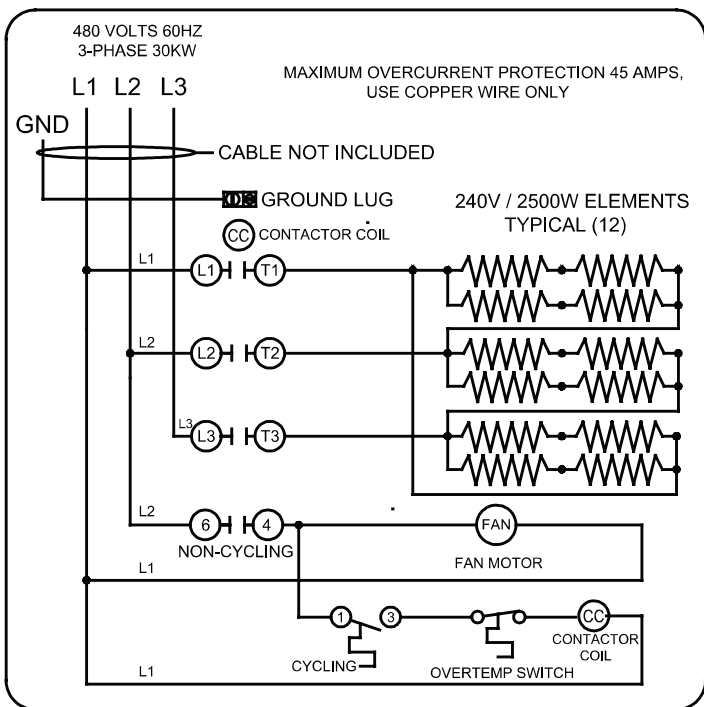 480 VOLTS 60HZ
3-PHASE 30KW
L1 L2 L3
MAXIMUM OVERCURRENT PROTECTION 45 AMPS,
USE COPPER WIRE ONLY
GND
CABLE NOT INCLUDED
GROUND LUG
240V / 2500W ELEMENTS
TYPICAL (12)
CC CONTACTOR COIL
L1
L1 T1
L2
L2 T2
L3
L3 T3
L2
6 4
FAN
NON-CYCLING
FAN MOTOR
L1
1 3
CC
CONTACTOR
COIL
CYCLING
OVERTEMP SWITCH
L1